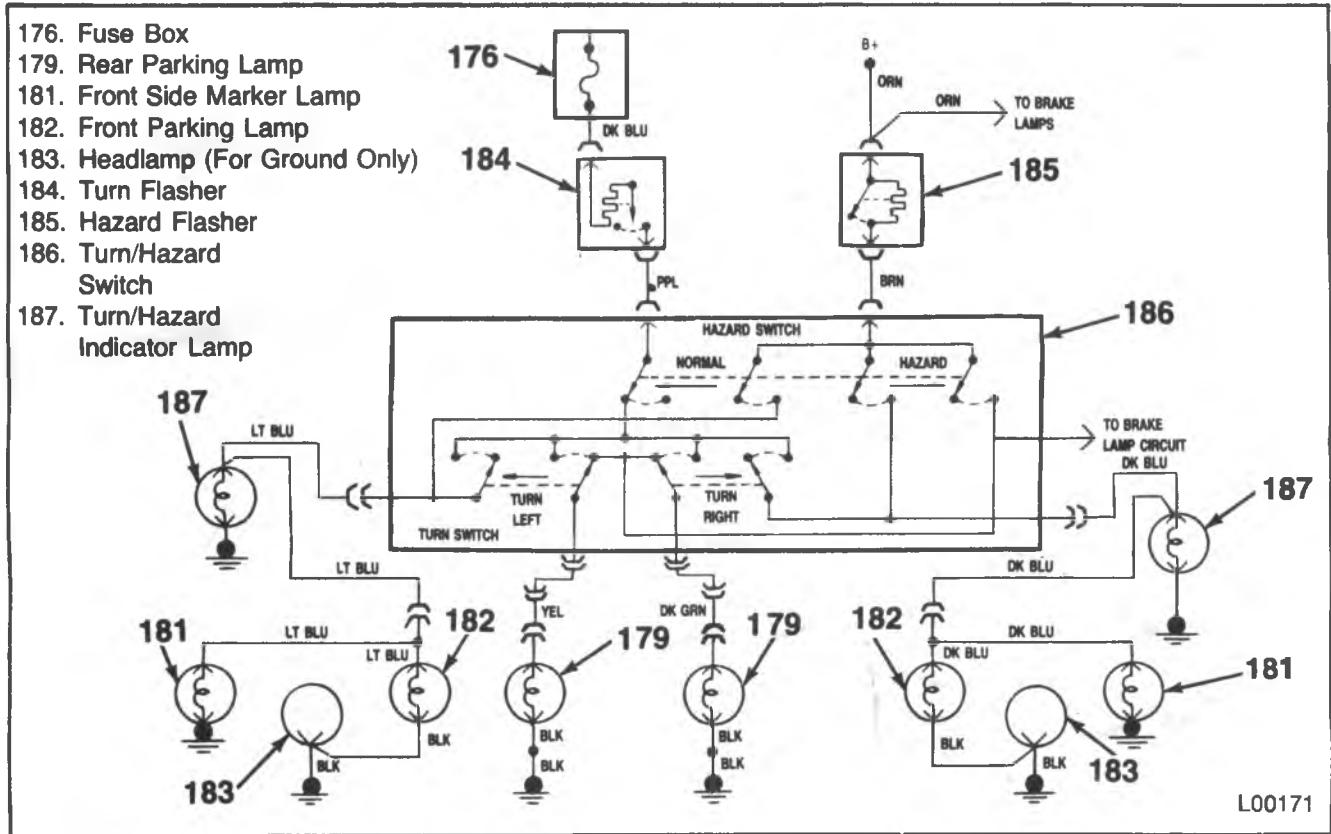 176. Fuse Box
179. Rear Parking Lamp
181. Front Side Marker Lamp
182. Front Parking Lamp
183. Headlamp (For Ground Only)
184. Turn Flasher
185. Hazard Flasher
186. Turn/Hazard
Switch
187. Turn/Hazard
Indicator Lamp
176
DK BLU
184
PPL
B+
ORN
ORN
TO BRAKE
LAMPS
185
BRN
186
HAZARD SWITCH
NORMAL
HAZARD
TO BRAKE
LAMP CIRCUIT
TURN
LEFT
TURN
RIGHT
TURN SWITCH
187
LT BLU
DK BLU
187
LT BLU
DK BLU
YEL
DK GRN
181
LT BLU
LT BLU
182
179
179
182
DK BLU
DK BLU
181
BLK
BLK
183
BLK
BLK
BLK
BLK
183
L00171